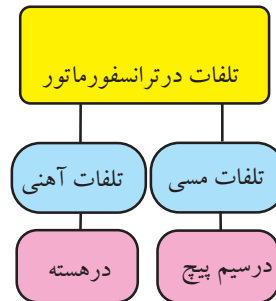 تلفات درترانسفورماتور
تلفات مسی
تلفات آهنی
درسیم پیچ
درهسته